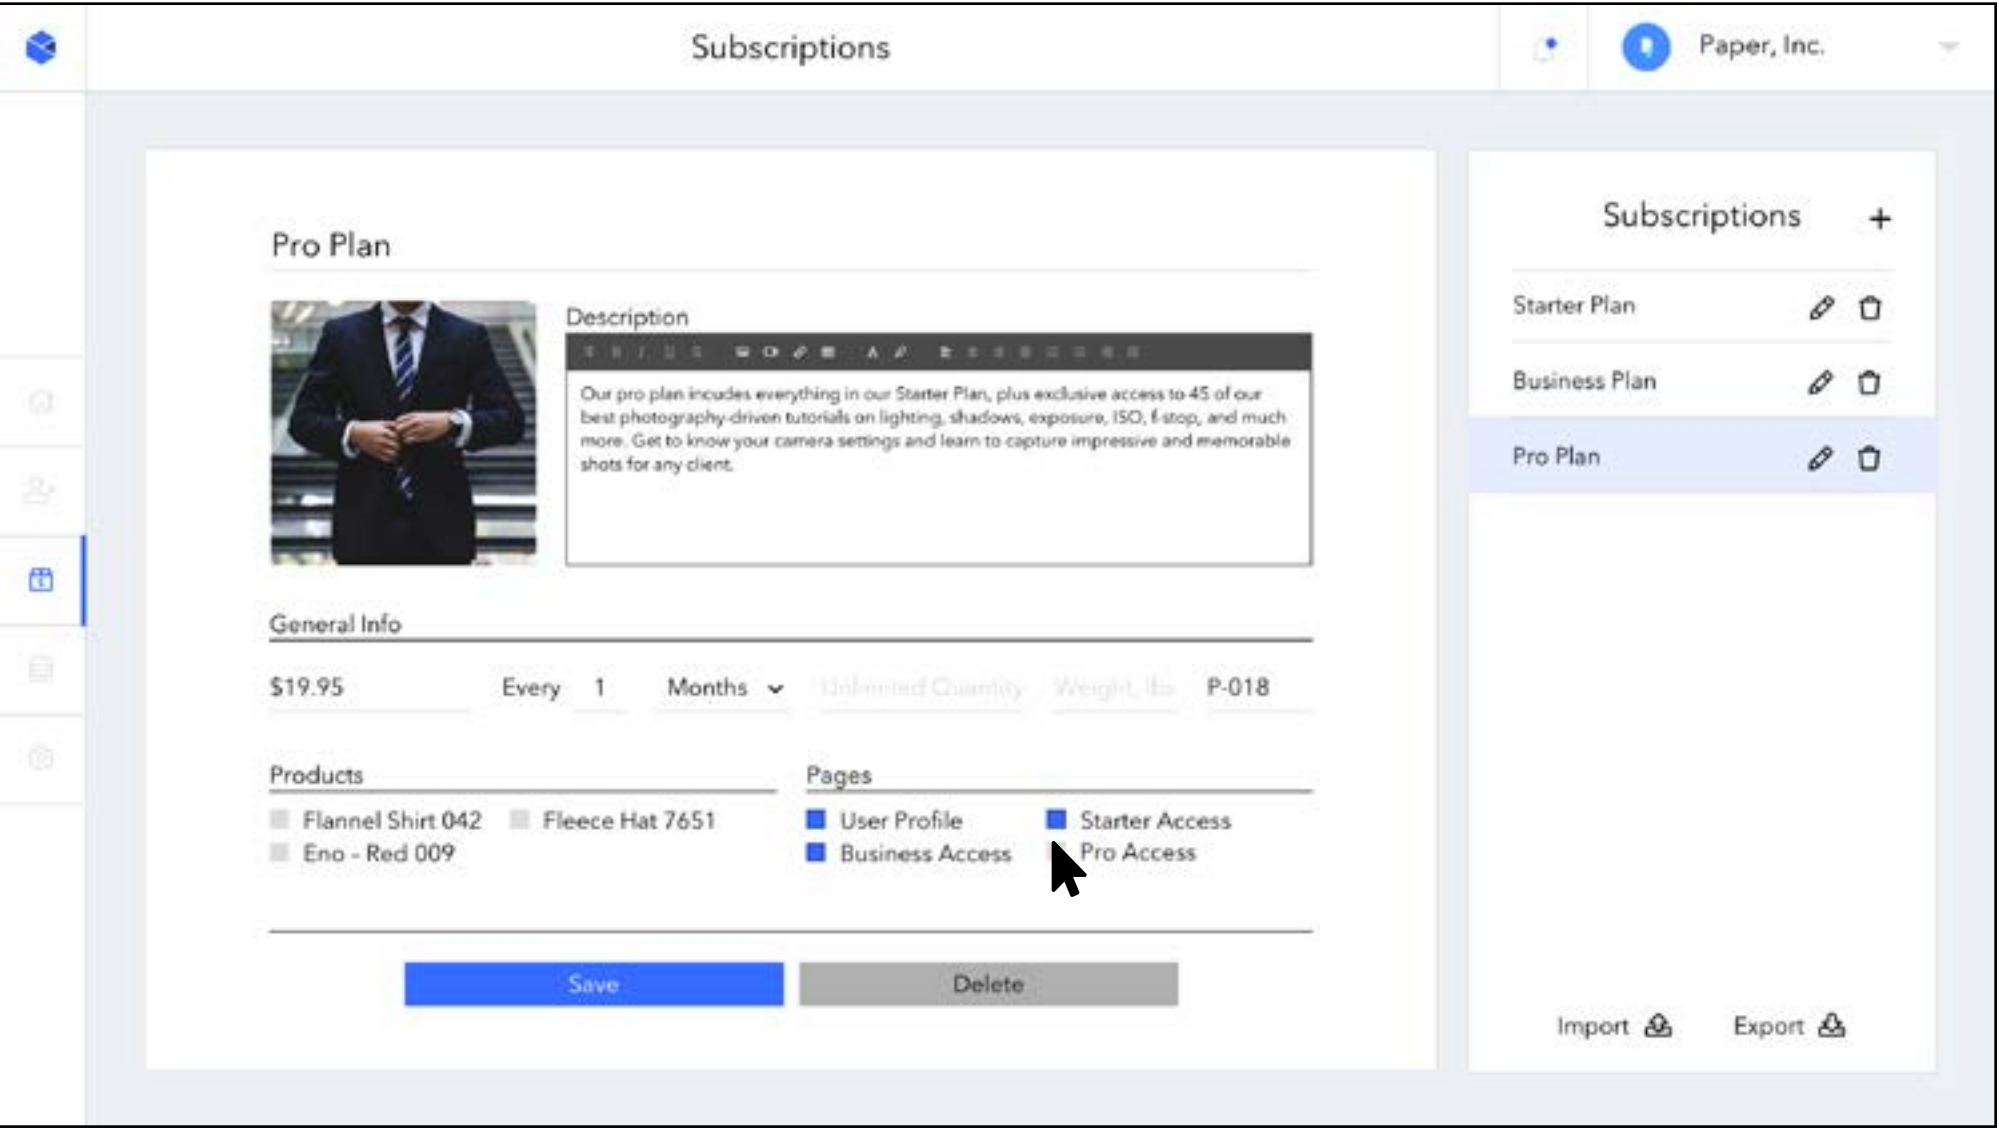 Subscriptions
Paper, Inc.
Pro Plan
Description
Our pro plan incudes everything in our Starter Plan, plus exclusive access to 45 of our
best photography-driven tutorials on lighting, shadows, exposure, ISO, f-stop, and much
more. Get to know your camera settings and learn to capture impressive and memorable
shots for any client.
General Info
$19.95 Every 1 Months Unlimited Quantity Weight, lbs P-018
Products
Flannel Shirt 042 Fleece Hat 7651
Eno - Red 009
Pages
User Profile Starter Access
Business Access Pro Access
Save Delete
Subscriptions +
Starter Plan
Business Plan
Pro Plan
Import Export